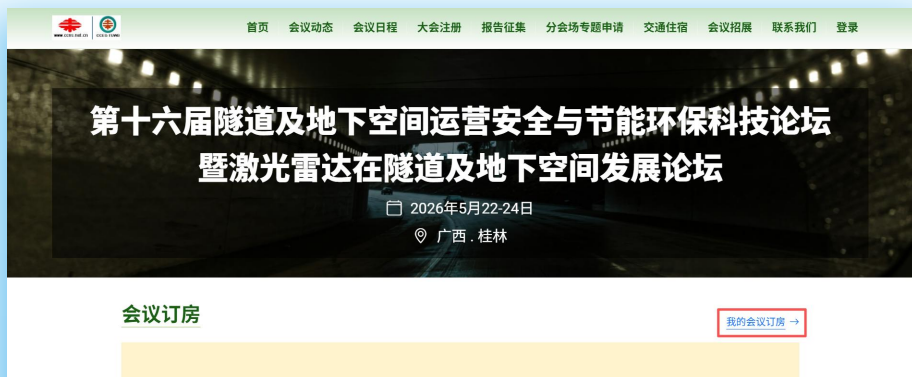 首页 会议动态 会议日程 大会注册 报告征集 分会场专题申请 交通住宿 会议招展 联系我们 登录
第十六届隧道及地下空间运营安全与节能环保科技论坛
暨激光雷达在隧道及地下空间发展论坛
2026年5月22-24日
广西 . 桂林
会议订房
我的会议订房 →